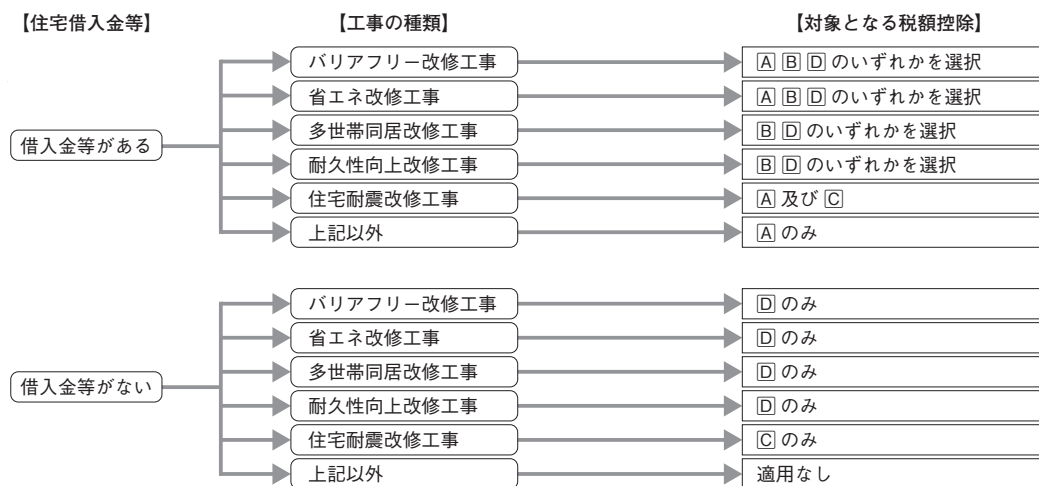 【住宅借入金等】 【工事の種類】 【対象となる税額控除】
バリアフリー改修工事 A B D のいずれかを選択
省エネ改修工事 A B D のいずれかを選択
多世帯同居改修工事 B D のいずれかを選択
借入金等がある
耐久性向上改修工事 B D のいずれかを選択
住宅耐震改修工事 A 及び C
上記以外 A のみ
バリアフリー改修工事 D のみ
省エネ改修工事 D のみ
多世帯同居改修工事 D のみ
借入金等がない
耐久性向上改修工事 D のみ
住宅耐震改修工事 C のみ
上記以外 適用なし